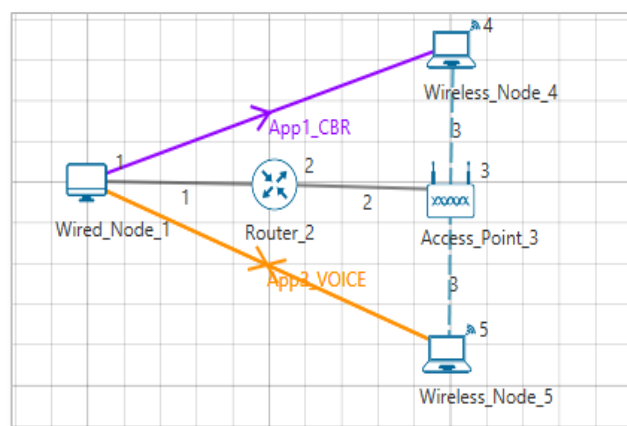 4
Wireless_Node_4
App1_CBR
3
1
2
3
1
2
Wired_Node_1
Router_2
Access_Point_3
App2_VOICE
3
5
Wireless_Node_5